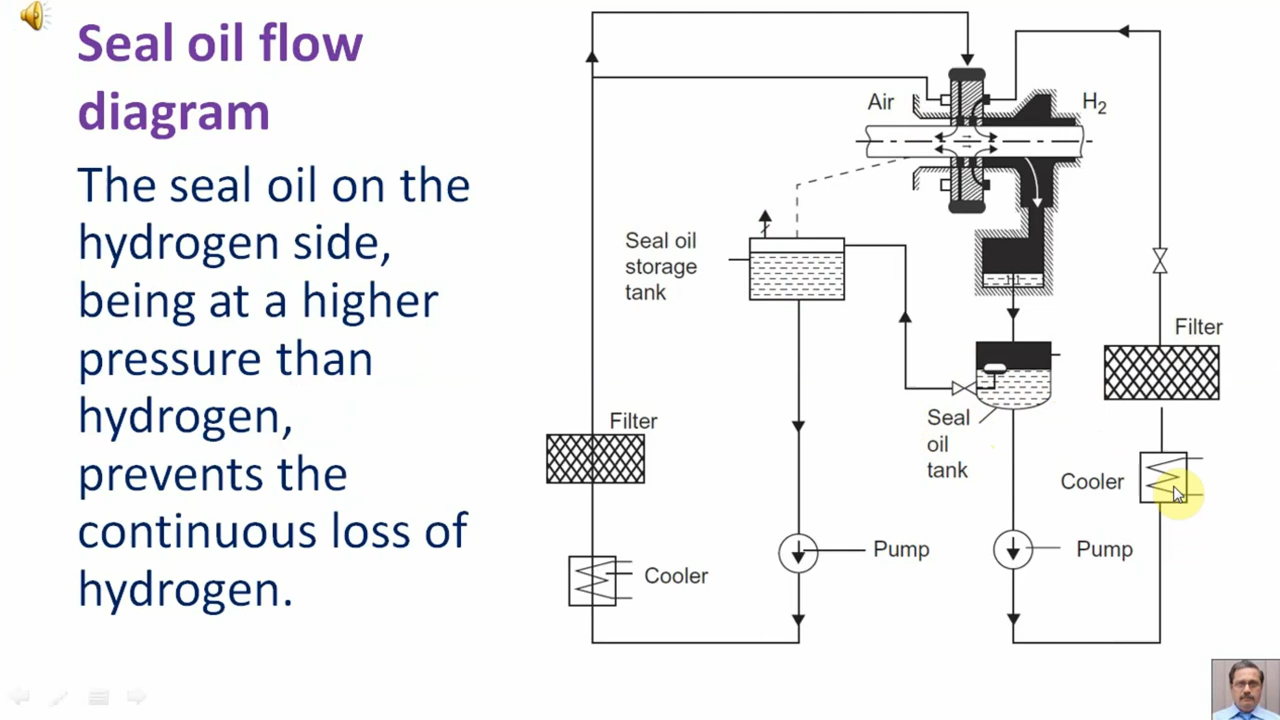 Seal oil flow
diagram
The seal oil on the
hydrogen side,
being at a higher
pressure than
hydrogen,
prevents the
continuous loss of
hydrogen.
Air
H2
Seal oil
storage
tank
Filter
Filter
Seal
oil
tank
Cooler
Pump
Pump
Cooler